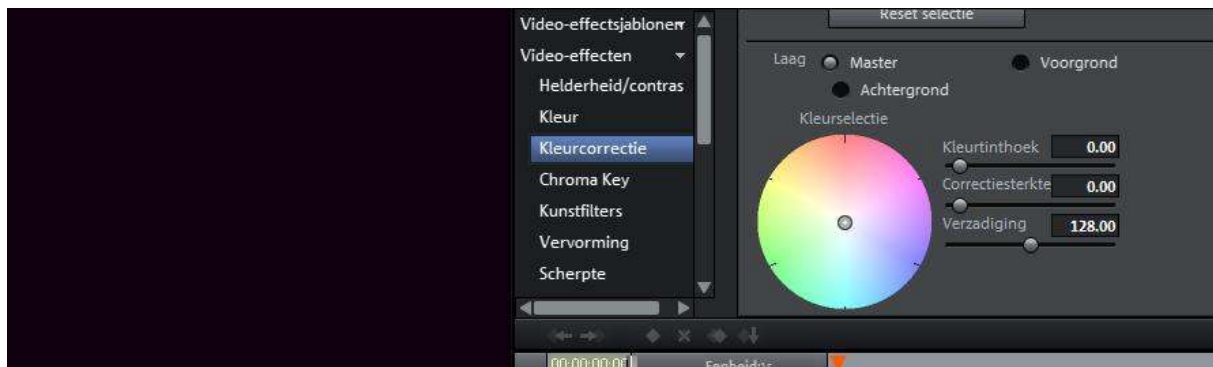 Video-effectsjablonen
Video-effecten
Helderheid/contras
Kleur
Kleurcorrectie
Chroma Key
Kunstfilters
Vervorming
Scherpte
Reset selectie
Laag Master Voorgrond
Achtergrond
Kleurselectie
Kleurtinthoek 0.00
Correctiesterkte 0.00
Verzadiging 128.00